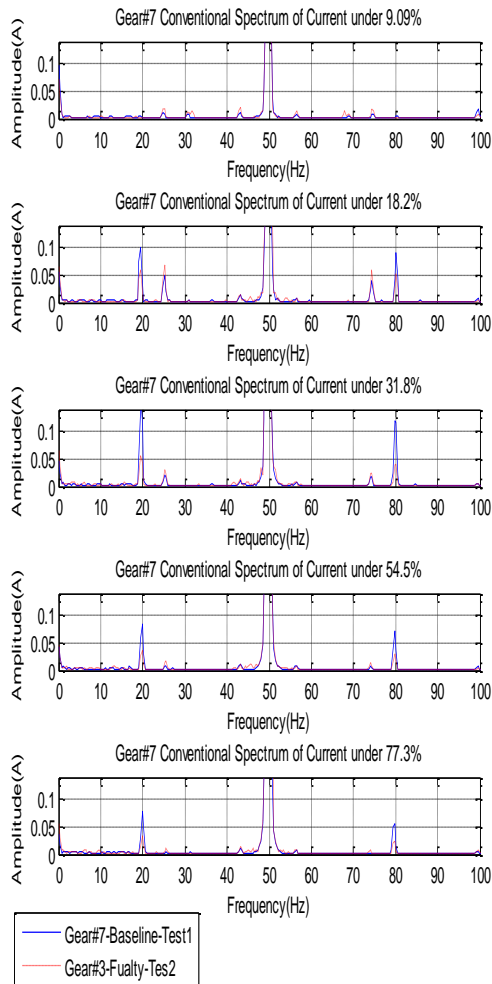 Gear#7 Conventional Spectrum of Current under 9.09%
Amplitude(A)
0.1
0.05
0
0 10 20 30 40 50 60 70 80 90 100
Frequency(Hz)
Gear#7 Conventional Spectrum of Current under 18.2%
Amplitude(A)
0.1
0.05
0
0 10 20 30 40 50 60 70 80 90 100
Frequency(Hz)
Gear#7 Conventional Spectrum of Current under 31.8%
Amplitude(A)
0.1
0.05
0
0 10 20 30 40 50 60 70 80 90 100
Frequency(Hz)
Gear#7 Conventional Spectrum of Current under 54.5%
Amplitude(A)
0.1
0.05
0
0 10 20 30 40 50 60 70 80 90 100
Frequency(Hz)
Gear#7 Conventional Spectrum of Current under 77.3%
Amplitude(A)
0.1
0.05
0
0 10 20 30 40 50 60 70 80 90 100
Frequency(Hz)
Gear#7-Baseline-Test1
Gear#3-Fualty-Tes2